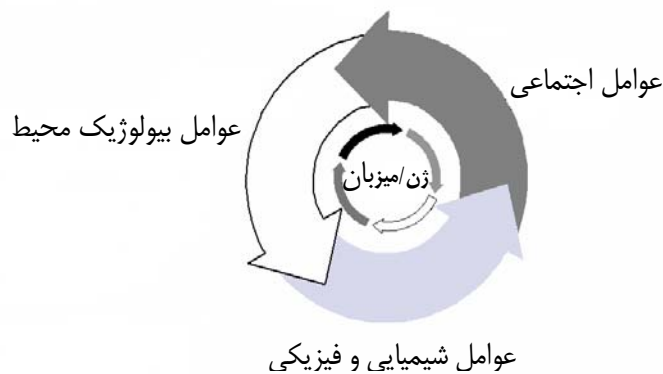 عوامل اجتماعی
عوامل بیولوژیک محیط
ژن/میزبان
عوامل شیمیایی و فیزیکی